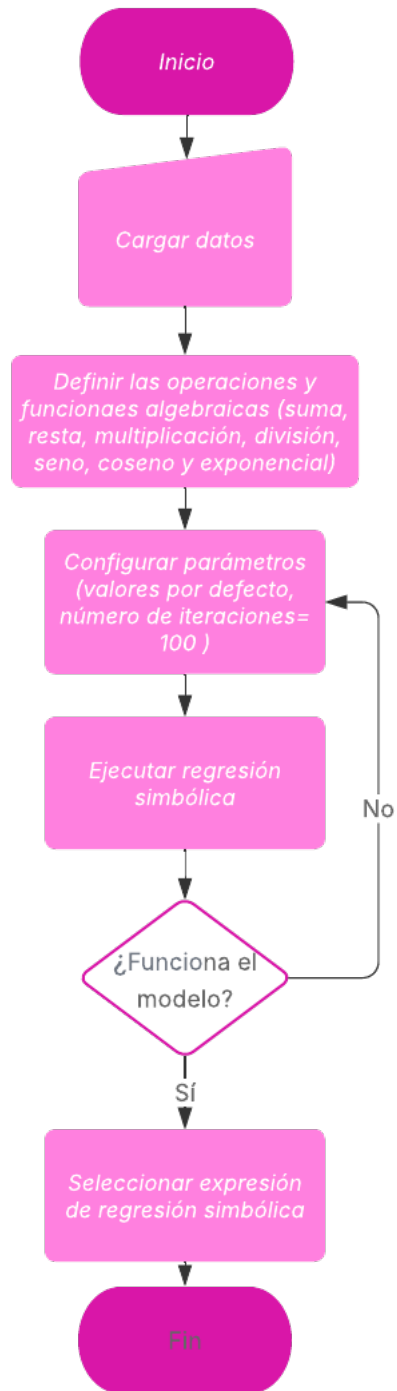 Inicio
Cargar datos
Definir las operaciones y
funcionaes algebraicas (suma,
resta, multiplicación, división,
seno, coseno y exponencial)
Configurar parámetros
(valores por defecto,
número de iteraciones=
100 )
Ejecutar regresión
simbólica
No
¿Funciona el
modelo?
Sí
Seleccionar expresión
de regresión simbólica
Fin